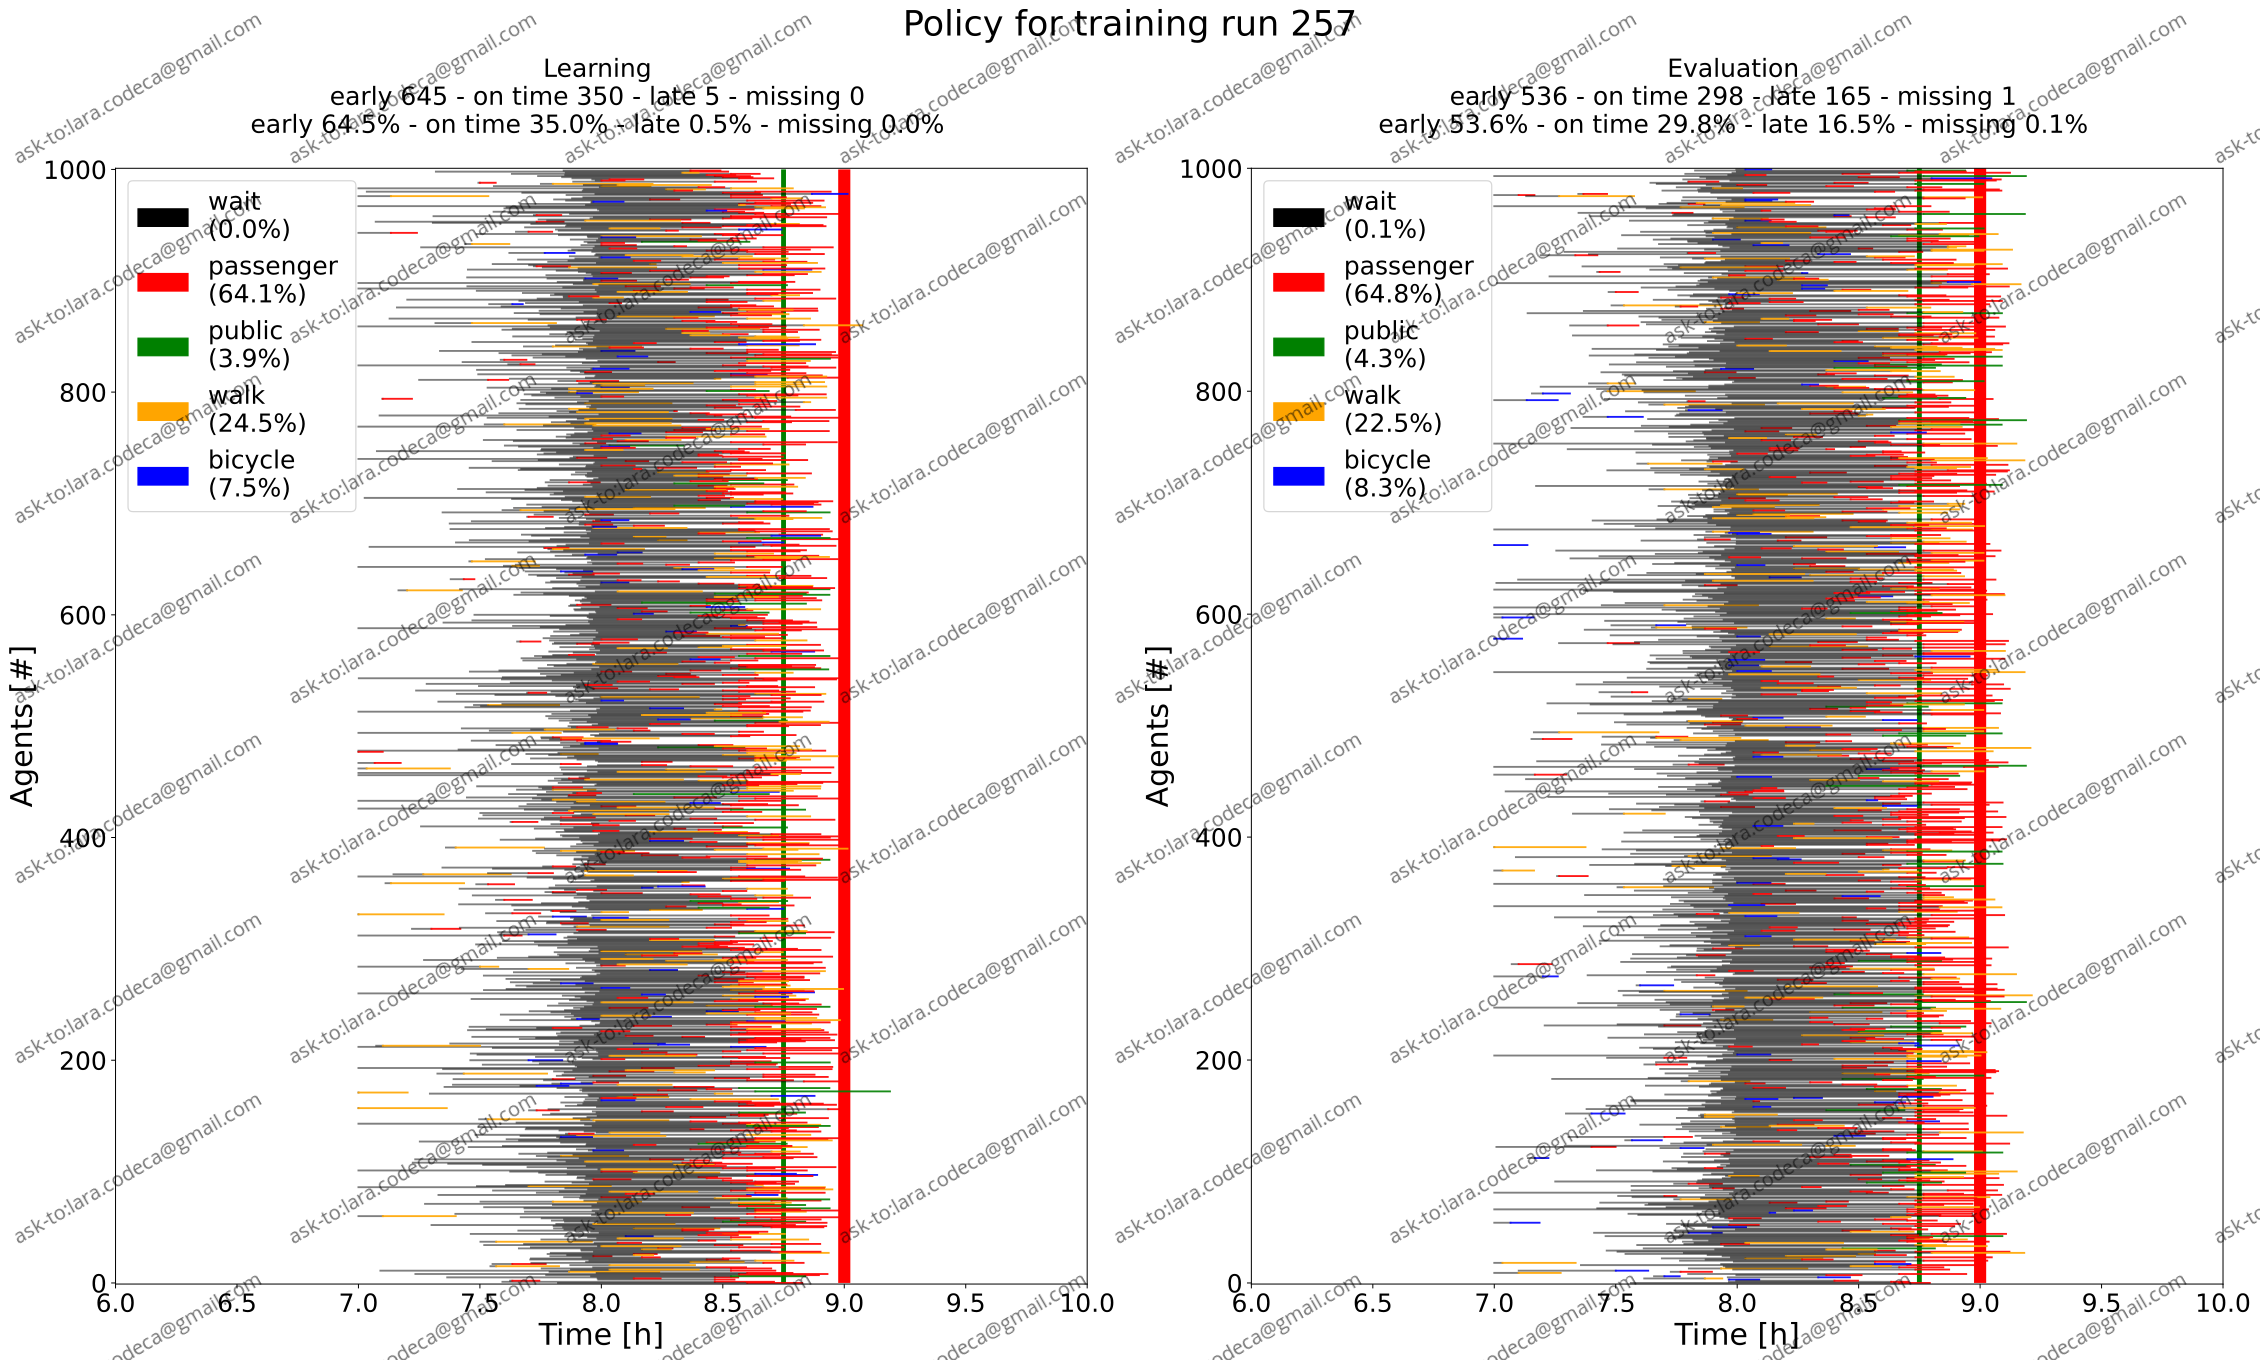 Policy for training run 257
Learning
early 645 - on time 350 - late 5 - missing 0
early 64.5% - on time 35.0% - late 0.5% - missing 0.0%
Evaluation
early 536 - on time 298 - late 165 - missing 1
early 53.6% - on time 29.8% - late 16.5% - missing 0.1%
1000
800
600
400
200
0
Agents [#]
wait
(0.0%)
passenger
(64.1%)
public
(3.9%)
walk
(24.5%)
bicycle
(7.5%)
6.0 6.5 7.0 7.5 8.0 8.5 9.0 9.5 10.0
Time [h]
1000
800
600
400
200
0
Agents [#]
wait
(0.1%)
passenger
(64.8%)
public
(4.3%)
walk
(22.5%)
bicycle
(8.3%)
6.0 6.5 7.0 7.5 8.0 8.5 9.0 9.5 10.0
Time [h]
ask-to:lara.codeca@gmail.com